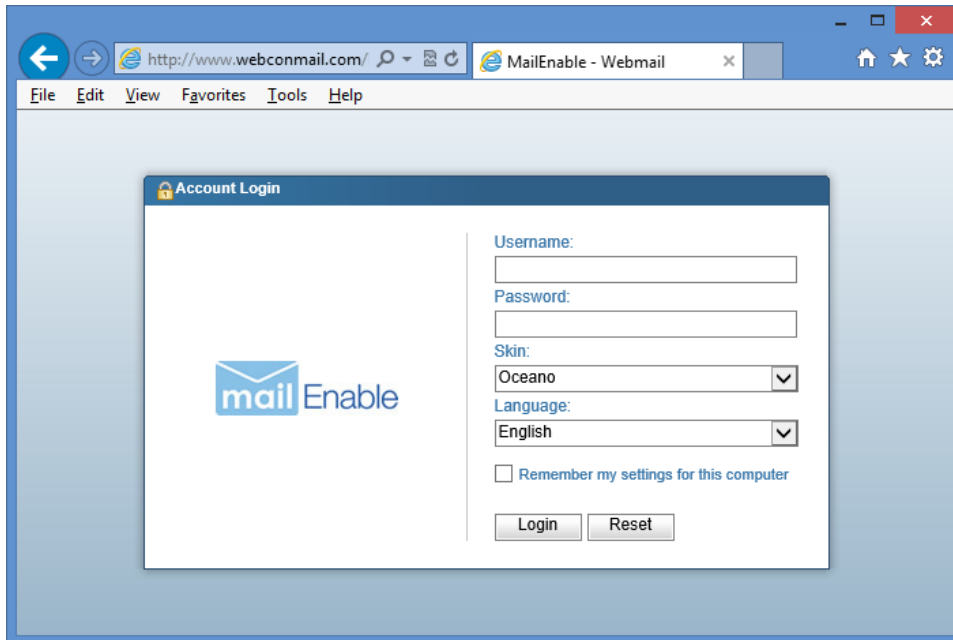 http://www.webconmail.com/
MailEnable - Webmail
File Edit View Favorites Tools Help
Account Login
Username:
Password:
Skin:
Oceano
Language:
English
Remember my settings for this computer
Login Reset
mail Enable